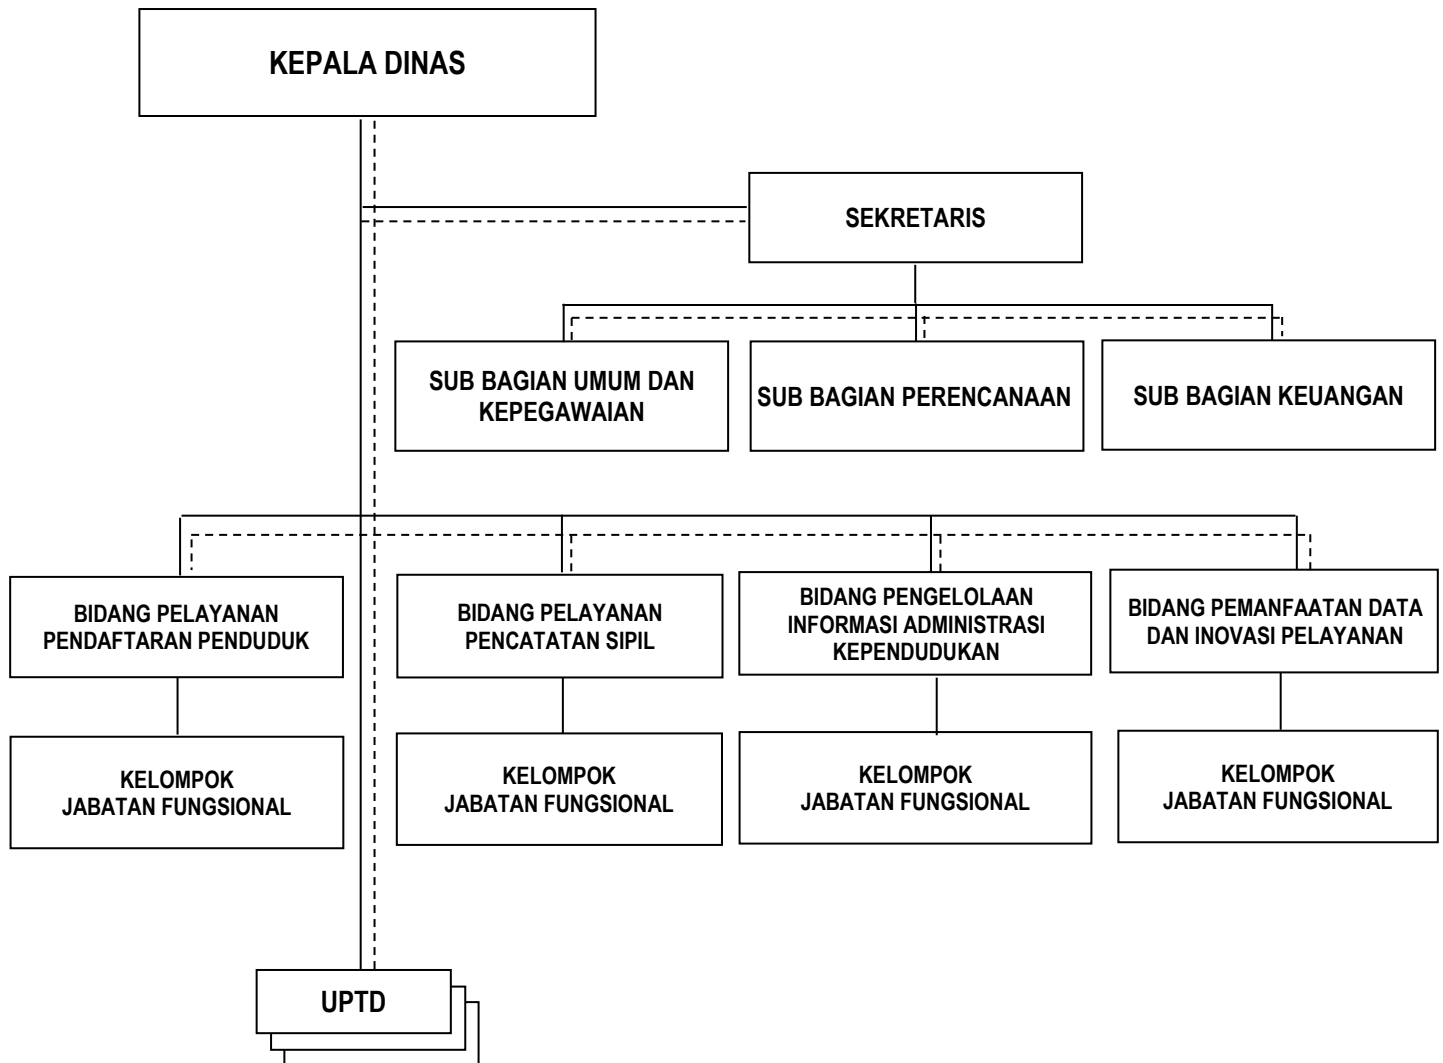 KEPALA DINAS
SEKRETARIS
SUB BAGIAN UMUM DAN
KEPEGAWAIAN
SUB BAGIAN PERENCANAAN
SUB BAGIAN KEUANGAN
BIDANG PELAYANAN
PENDAFTARAN PENDUDUK
BIDANG PELAYANAN
PENCATATAN SIPIL
BIDANG PENGELOLAAN
INFORMASI ADMINISTRASI
KEPENDUDUKAN
BIDANG PEMANFAATAN DATA
DAN INOVASI PELAYANAN
KELOMPOK
JABATAN FUNGSIONAL
KELOMPOK
JABATAN FUNGSIONAL
KELOMPOK
JABATAN FUNGSIONAL
KELOMPOK
JABATAN FUNGSIONAL
UPTD